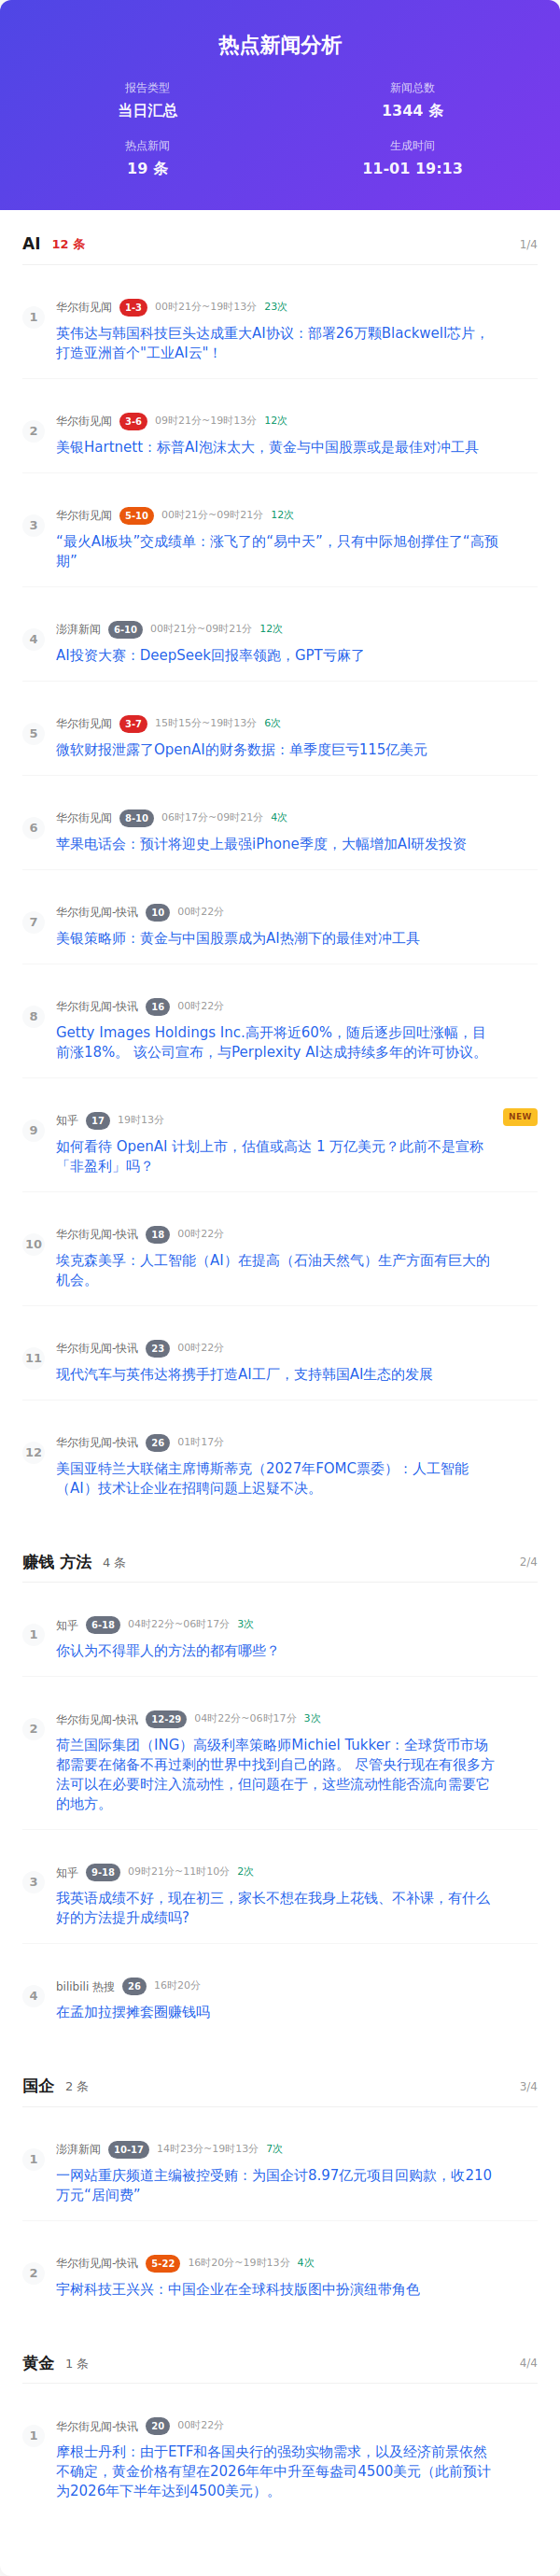 热点新闻分析
报告类型
当日汇总
新闻总数
1344 条
热点新闻
19 条
生成时间
11-01 19:13
AI 12 条 1/4
1 华尔街见闻 1-3 00时21分~19时13分 23次
英伟达与韩国科技巨头达成重大AI协议：部署26万颗Blackwell芯片，
打造亚洲首个"工业AI云"！
2 华尔街见闻 3-6 09时21分~19时13分 12次
美银Hartnett：标普AI泡沫太大，黄金与中国股票或是最佳对冲工具
3 华尔街见闻 5-10 00时21分~09时21分 12次
“最火AI板块”交成绩单：涨飞了的“易中天”，只有中际旭创撑住了“高预
期”
4 澎湃新闻 6-10 00时21分~09时21分 12次
AI投资大赛：DeepSeek回报率领跑，GPT亏麻了
5 华尔街见闻 3-7 15时15分~19时13分 6次
微软财报泄露了OpenAI的财务数据：单季度巨亏115亿美元
6 华尔街见闻 8-10 06时17分~09时21分 4次
苹果电话会：预计将迎史上最强iPhone季度，大幅增加AI研发投资
7 华尔街见闻-快讯 10 00时22分
美银策略师：黄金与中国股票成为AI热潮下的最佳对冲工具
8 华尔街见闻-快讯 16 00时22分
Getty Images Holdings Inc.高开将近60%，随后逐步回吐涨幅，目
前涨18%。 该公司宣布，与Perplexity AI达成持续多年的许可协议。
9 知乎 17 19时13分 NEW
如何看待 OpenAI 计划上市，估值或高达 1 万亿美元？此前不是宣称
「非盈利」吗？
10 华尔街见闻-快讯 18 00时22分
埃克森美孚：人工智能（AI）在提高（石油天然气）生产方面有巨大的
机会。
11 华尔街见闻-快讯 23 00时22分
现代汽车与英伟达将携手打造AI工厂，支持韩国AI生态的发展
12 华尔街见闻-快讯 26 01时17分
美国亚特兰大联储主席博斯蒂克（2027年FOMC票委）：人工智能
（AI）技术让企业在招聘问题上迟疑不决。
赚钱 方法 4 条 2/4
1 知乎 6-18 04时22分~06时17分 3次
你认为不得罪人的方法的都有哪些？
2 华尔街见闻-快讯 12-29 04时22分~06时17分 3次
荷兰国际集团（ING）高级利率策略师Michiel Tukker：全球货币市场
都需要在储备不再过剩的世界中找到自己的路。 尽管央行现在有很多方
法可以在必要时注入流动性，但问题在于，这些流动性能否流向需要它
的地方。
3 知乎 9-18 09时21分~11时10分 2次
我英语成绩不好，现在初三，家长不想在我身上花钱、不补课，有什么
好的方法提升成绩吗?
4 bilibili 热搜 26 16时20分
在孟加拉摆摊套圈赚钱吗
国企 2 条 3/4
1 澎湃新闻 10-17 14时23分~19时13分 7次
一网站重庆频道主编被控受贿：为国企讨8.97亿元项目回购款，收210
万元“居间费”
2 华尔街见闻-快讯 5-22 16时20分~19时13分 4次
宇树科技王兴兴：中国企业在全球科技版图中扮演纽带角色
黄金 1 条 4/4
1 华尔街见闻-快讯 20 00时22分
摩根士丹利：由于ETF和各国央行的强劲实物需求，以及经济前景依然
不确定，黄金价格有望在2026年年中升至每盎司4500美元（此前预计
为2026年下半年达到4500美元）。